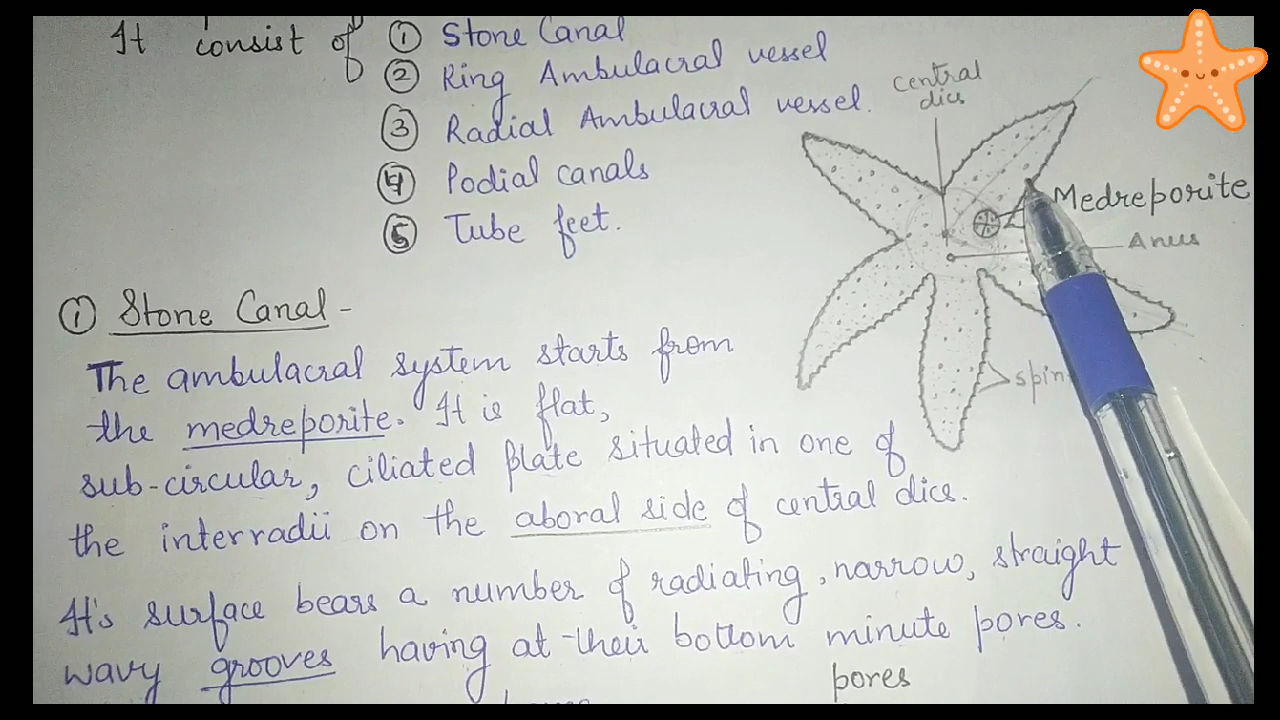 It consist of ① Stone Canal
② Ring Ambulacral vessel
③ Radial Ambulacral vessel.
④ Podial canals
⑤ Tube feet.
central
dics
Medreporite
Anus
spin
① Stone Canal -
The ambulacral system starts from
the medreporite. It is flat,
sub-circular, ciliated plate situated in one of
the interradii on the aboral side of central dics.
It's surface bears a number of radiating, narrow, straight
wavy grooves having at their bottom minute pores.
pores